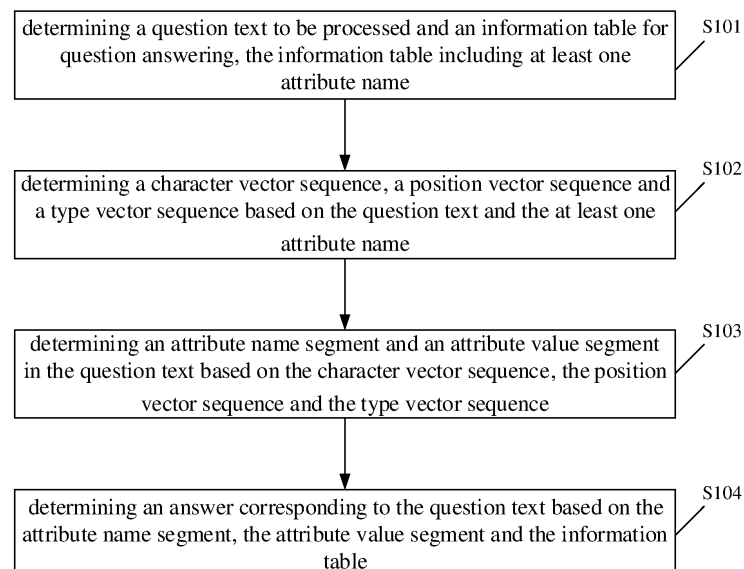 determining a question text to be processed and an information table for
question answering, the information table including at least one
attribute name
S101
determining a character vector sequence, a position vector sequence and
a type vector sequence based on the question text and the at least one
attribute name
S102
determining an attribute name segment and an attribute value segment
in the question text based on the character vector sequence, the position
vector sequence and the type vector sequence
S103
determining an answer corresponding to the question text based on the
attribute name segment, the attribute value segment and the information
table
S104